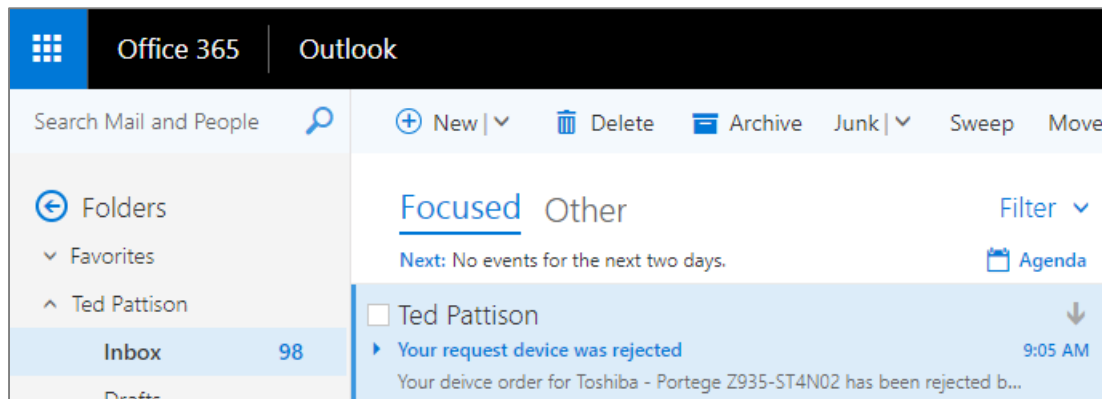 Office 365 Outlook
Search Mail and People
New | Delete Archive Junk | Sweep Move
Folders
Favorites
Ted Pattison
Inbox 98
Drafts
Focused Other Filter
Next: No events for the next two days. Agenda
Ted Pattison
Your request device was rejected 9:05 AM
Your deivce order for Toshiba - Portege Z935-ST4N02 has been rejected b...